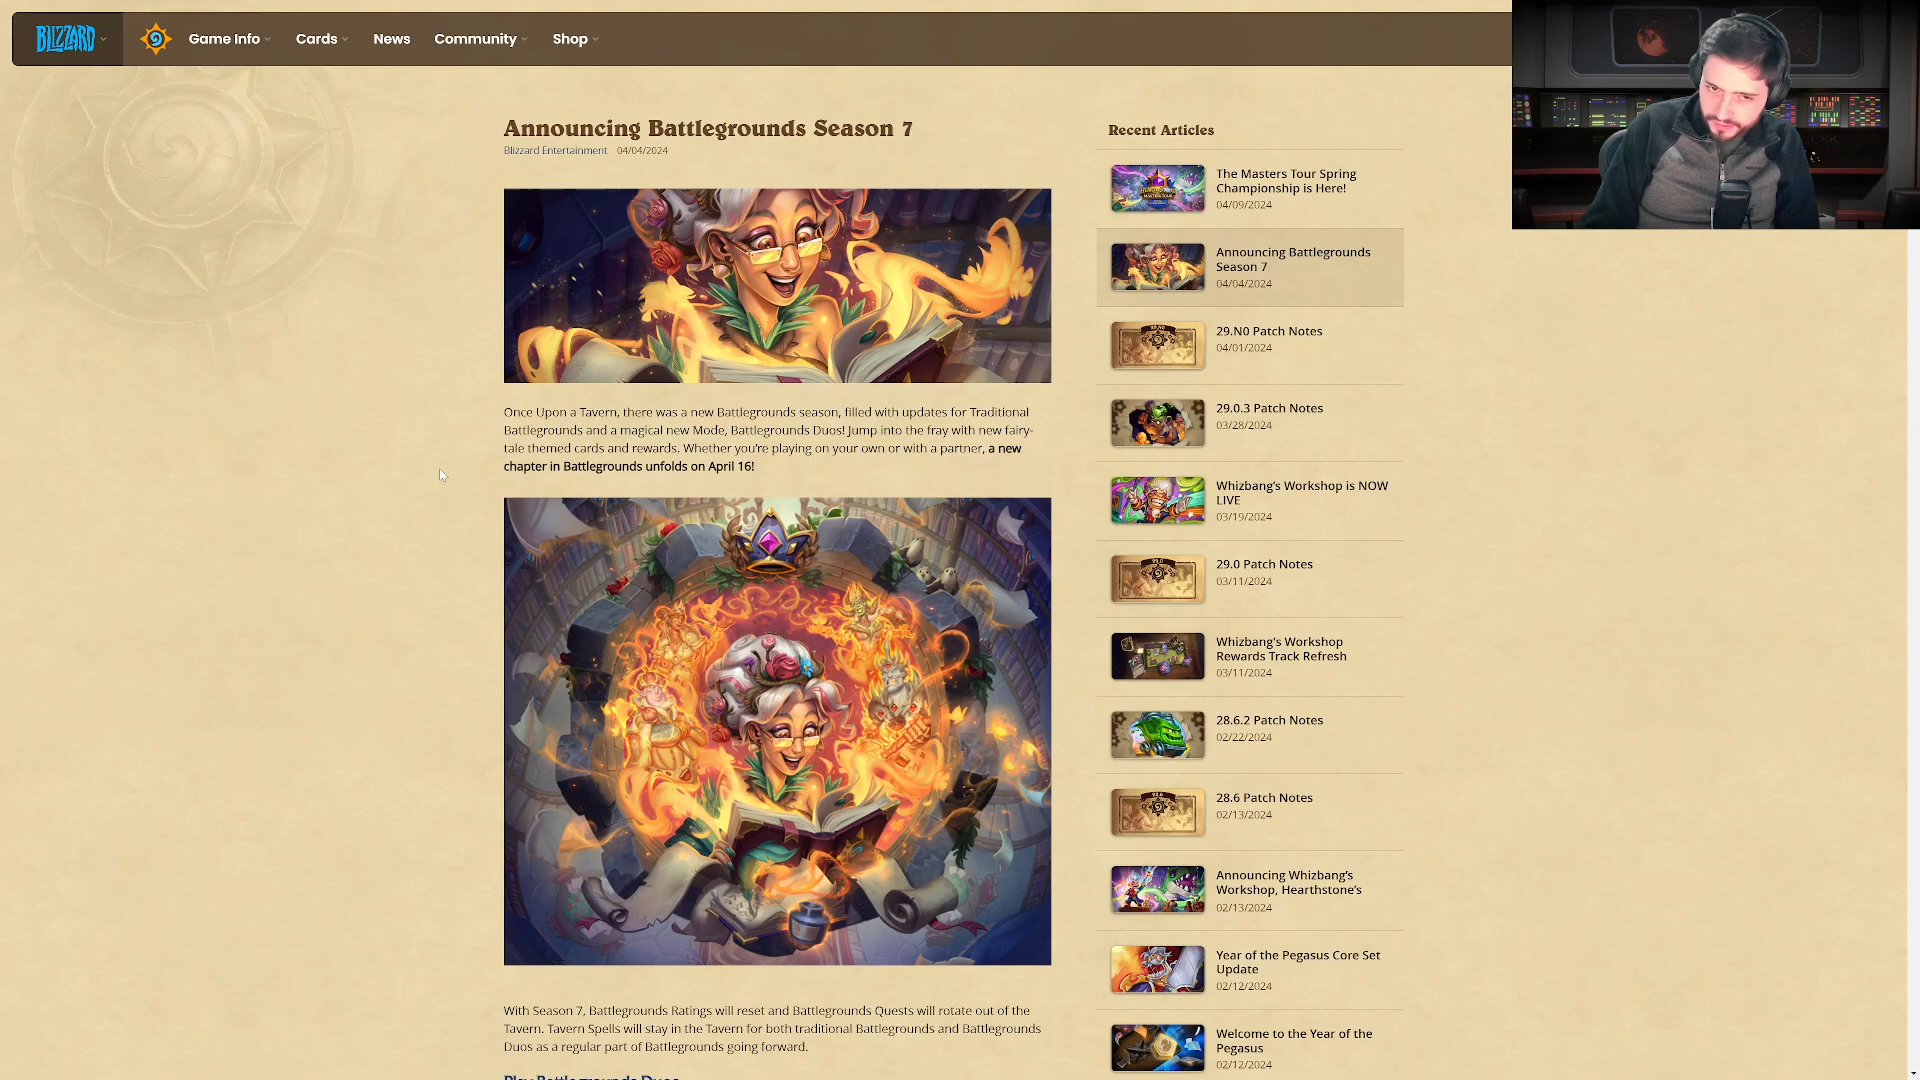 BLIZZARD
Game Info
Cards
News
Community
Shop
Announcing Battlegrounds Season 7
Blizzard Entertainment 04/04/2024
Once Upon a Tavern, there was a new Battlegrounds season, filled with updates for Traditional
Battlegrounds and a magical new Mode, Battlegrounds Duos! Jump into the fray with new fairy-
tale themed cards and rewards. Whether you're playing on your own or with a partner, a new
chapter in Battlegrounds unfolds on April 16!
With Season 7, Battlegrounds Ratings will reset and Battlegrounds Quests will rotate out of the
Tavern. Tavern Spells will stay in the Tavern for both traditional Battlegrounds and Battlegrounds
Duos as a regular part of Battlegrounds going forward.
Play Battlegrounds Duos
Recent Articles
The Masters Tour Spring
Championship is Here!
04/09/2024
Announcing Battlegrounds
Season 7
04/04/2024
29.N0 Patch Notes
04/01/2024
29.0.3 Patch Notes
03/28/2024
Whizbang's Workshop is NOW
LIVE
03/19/2024
29.0 Patch Notes
03/11/2024
Whizbang's Workshop
Rewards Track Refresh
03/11/2024
28.6.2 Patch Notes
02/22/2024
28.6 Patch Notes
02/13/2024
Announcing Whizbang's
Workshop, Hearthstone's
02/13/2024
Year of the Pegasus Core Set
Update
02/12/2024
Welcome to the Year of the
Pegasus
02/12/2024